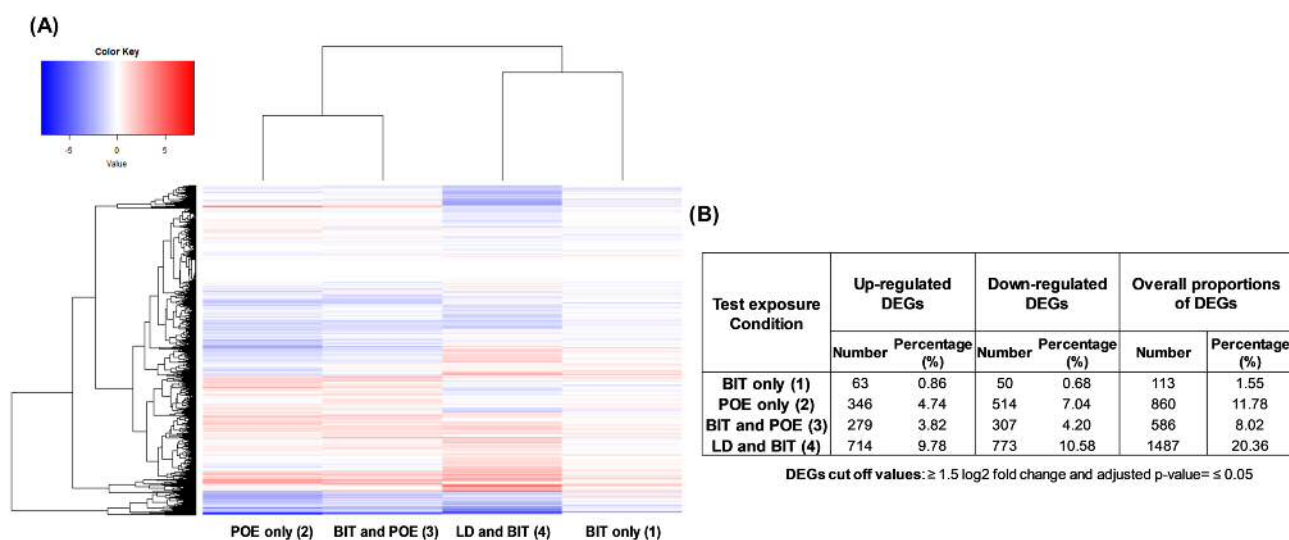 (A)
Color Key
-5 0 5
Value
POE only (2) BIT and POE (3) LD and BIT (4) BIT only (1)
(B)
Test exposure Condition Up-regulated DEGs Down-regulated DEGs Overall proportions of DEGs
Number Percentage (%) Number Percentage (%) Number Percentage (%)
BIT only (1) 63 0.86 50 0.68 113 1.55
POE only (2) 346 4.74 514 7.04 860 11.78
BIT and POE (3) 279 3.82 307 4.20 586 8.02
LD and BIT (4) 714 9.78 773 10.58 1487 20.36
DEGs cut off values: ≥ 1.5 log2 fold change and adjusted p-value= ≤ 0.05